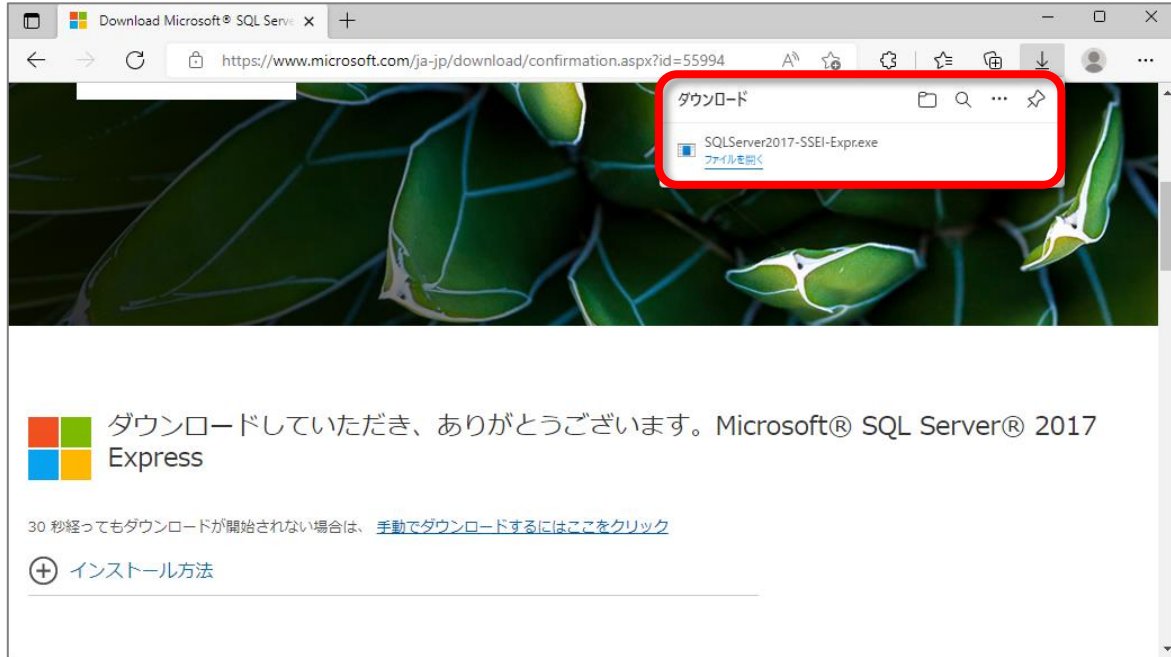 Download Microsoft® SQL Serve
https://www.microsoft.com/ja-jp/download/confirmation.aspx?id=55994
ダウンロード
SQLServer2017-SSEI-Expr.exe
ファイルを開く
ダウンロードしていただき、ありがとうございます。Microsoft® SQL Server® 2017
Express
30 秒経ってもダウンロードが開始されない場合は、 手動でダウンロードするにはここをクリック
インストール方法